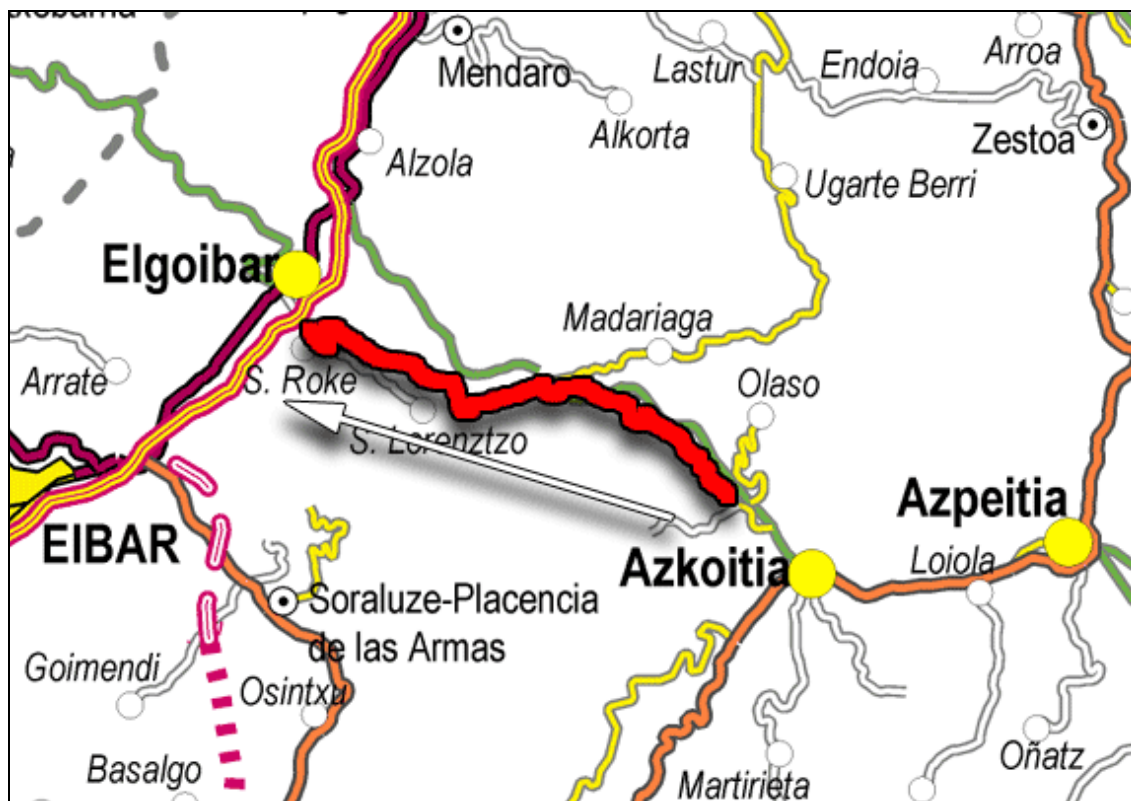 Mendaro
Lastur
Endoia
Arroa
Alkorta
Zestoa
Alzola
Ugarte Berri
Elgoibar
Madariaga
Arrate
S. Roke
Olaso
S. Lorenztzo
Azpeitia
EIBAR
Azkoitia
Loiola
Soraluze-Placencia
de las Armas
Goimendi
Osintxu
Oñatz
Basalgo
Martirieta